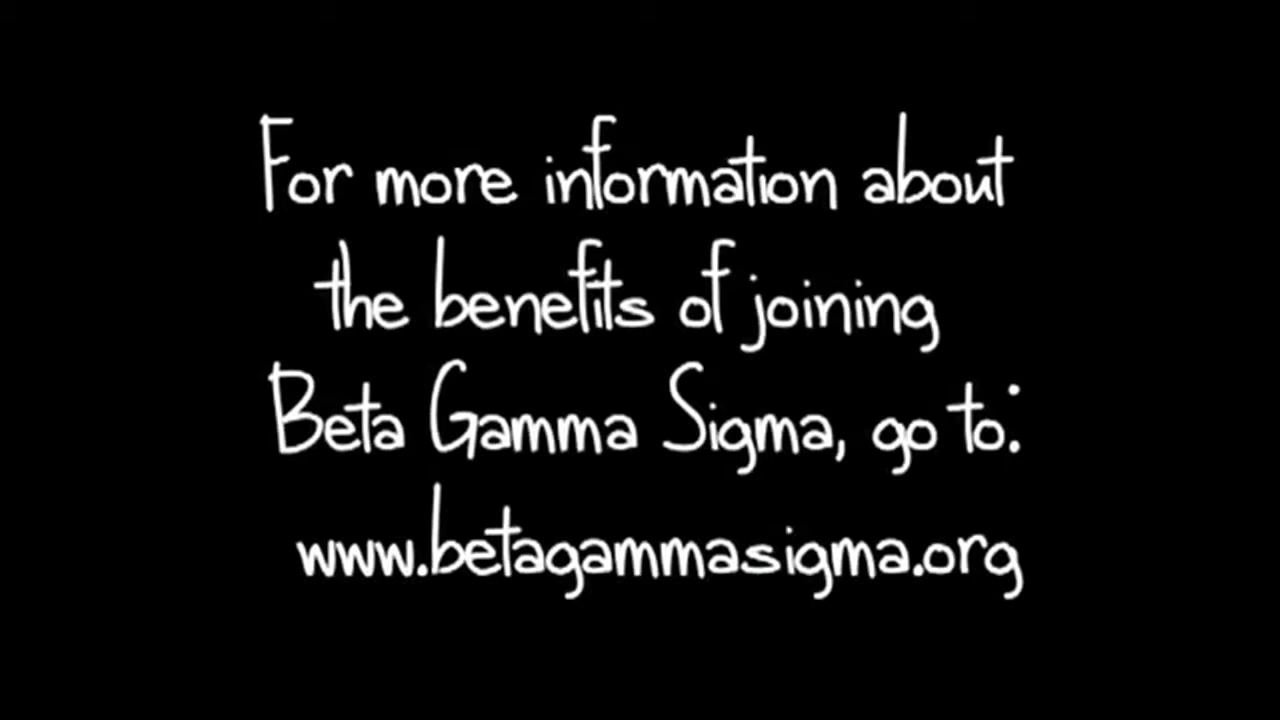 For more information about
the benefits of joining
Beta Gamma Sigma, go to:
www.betagammasigma.org